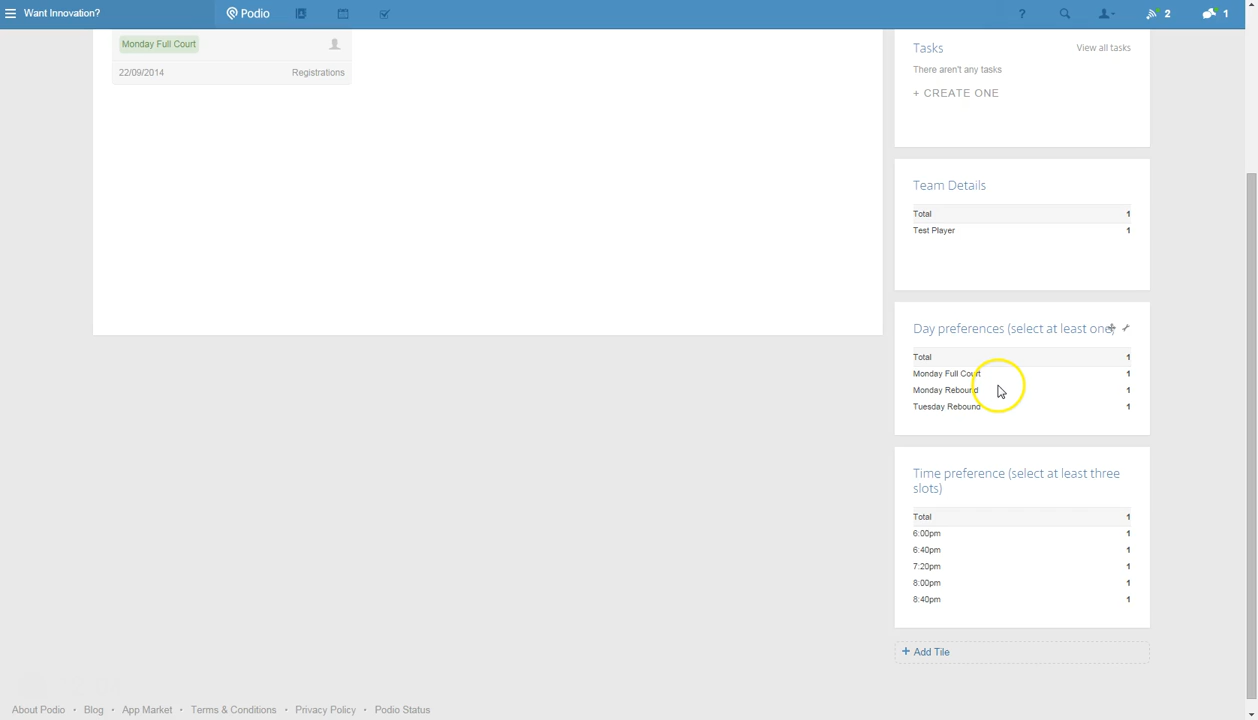 Want Innovation?
Podio
?
2
1
Monday Full Court
22/09/2014 Registrations
Tasks View all tasks
There aren't any tasks
+ CREATE ONE
Team Details
Total 1
Test Player 1
Day preferences (select at least one)
Total 1
Monday Full Court 1
Monday Rebound 1
Tuesday Rebound 1
Time preference (select at least three
slots)
Total 1
6:00pm 1
6:40pm 1
7:20pm 1
8:00pm 1
8:40pm 1
+ Add Tile
About Podio • Blog • App Market • Terms & Conditions • Privacy Policy • Podio Status